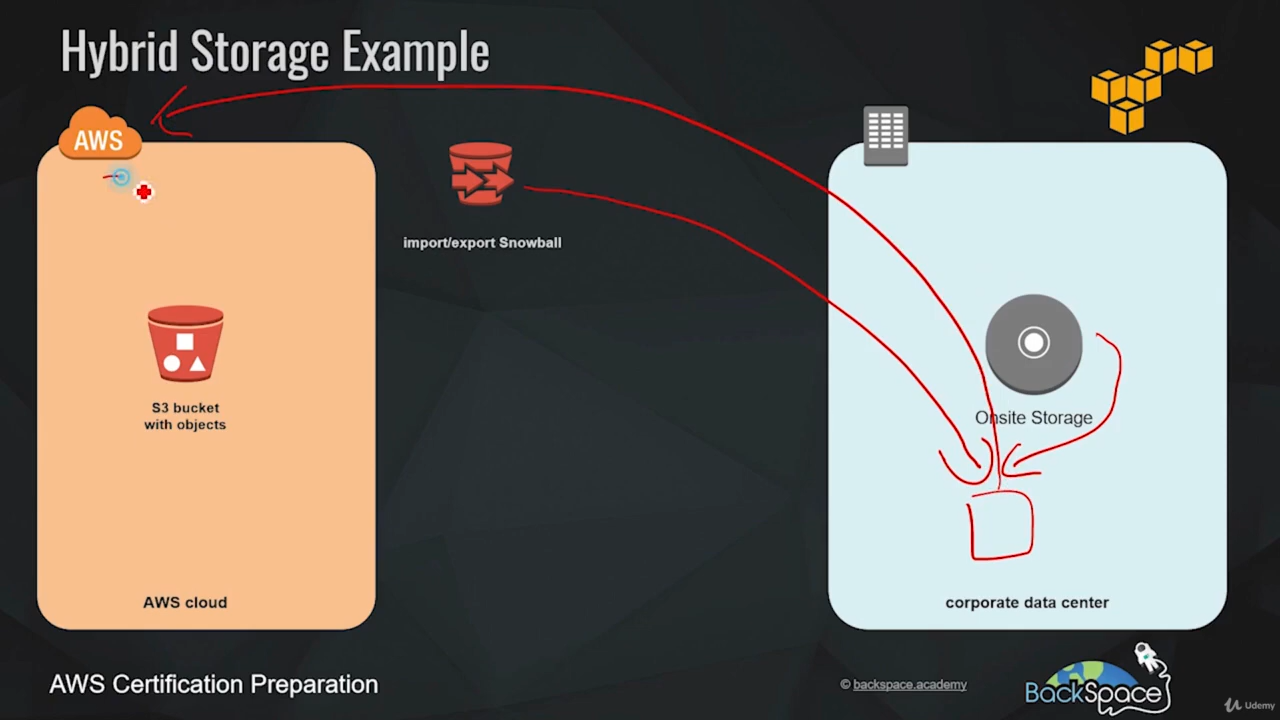 Hybrid Storage Example
AWS
import/export Snowball
S3 bucket
with objects
Onsite Storage
AWS cloud
corporate data center
AWS Certification Preparation
© backspace.academy
BackSpace
Udemy